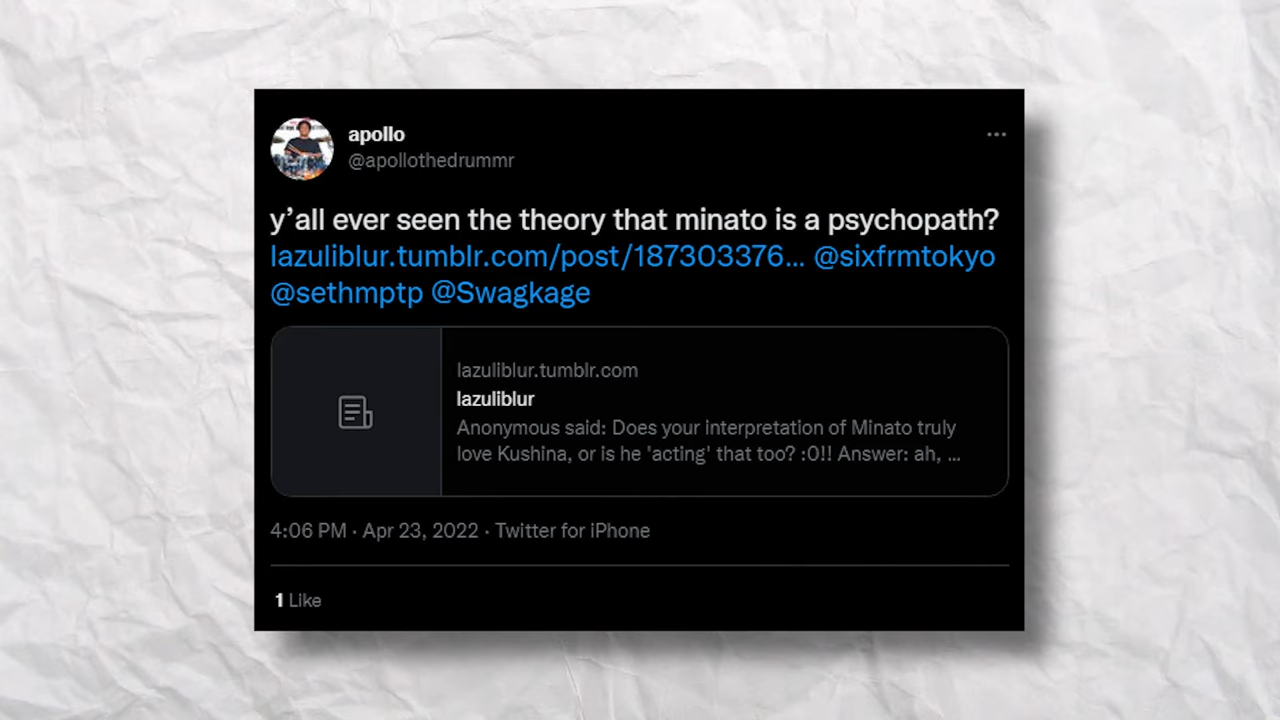 apollo
@apollothedrummr
y’all ever seen the theory that minato is a psychopath?
lazuliblur.tumblr.com/post/187303376... @sixfrmtokyo
@sethmptp @Swagkage
lazuliblur.tumblr.com
lazuliblur
Anonymous said: Does your interpretation of Minato truly
love Kushina, or is he 'acting' that too? :0!! Answer: ah, ...
4:06 PM · Apr 23, 2022 · Twitter for iPhone
1 Like